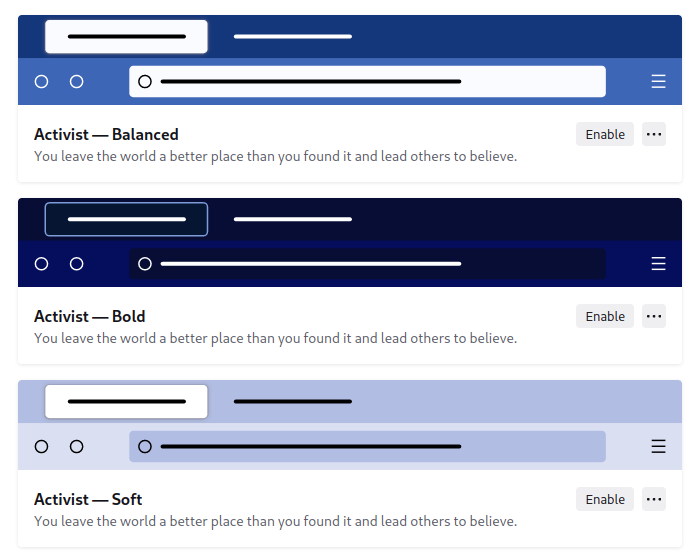 Activist — Balanced
Enable
You leave the world a better place than you found it and lead others to believe.
Activist — Bold
Enable
You leave the world a better place than you found it and lead others to believe.
Activist — Soft
Enable
You leave the world a better place than you found it and lead others to believe.